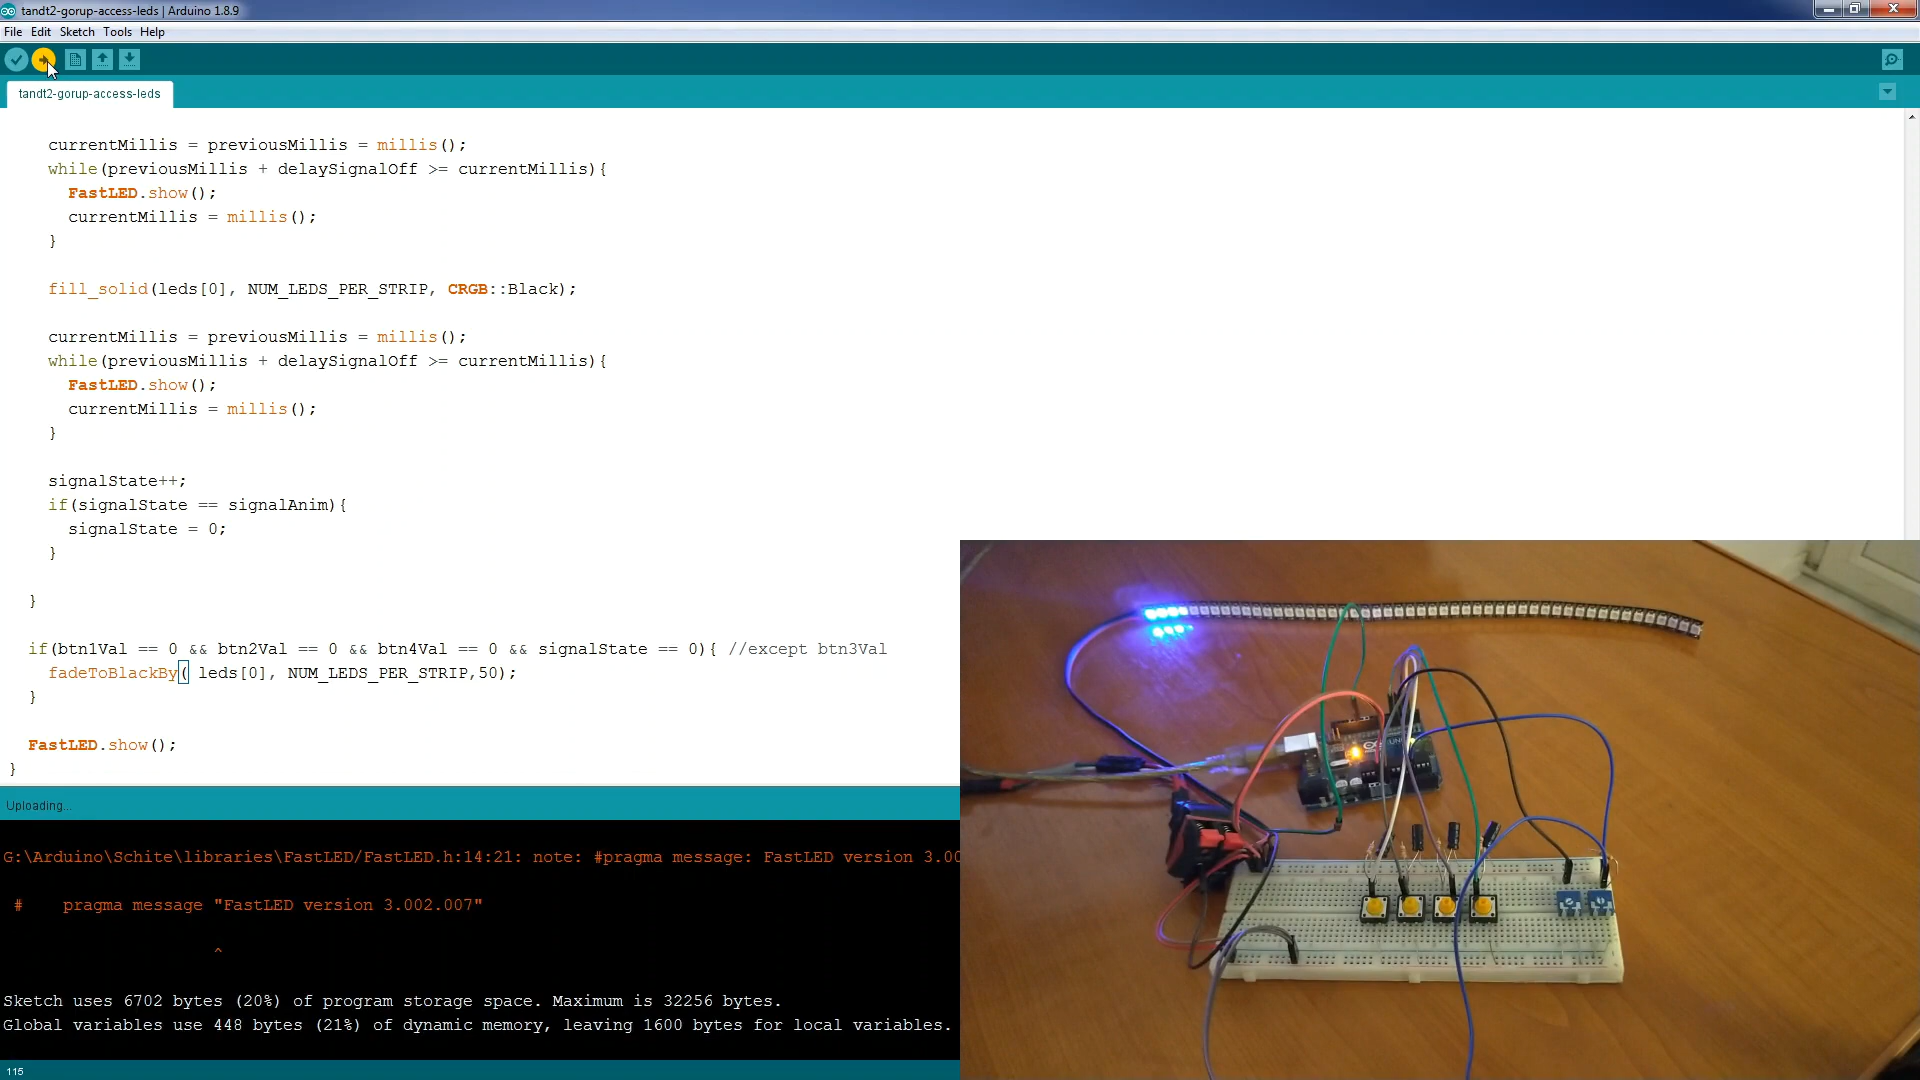 tandt2-gorup-access-leds | Arduino 1.8.9
File Edit Sketch Tools Help
tandt2-gorup-access-leds
currentMillis = previousMillis = millis();
while(previousMillis + delaySignalOff >= currentMillis){
FastLED.show();
currentMillis = millis();
}
fill_solid(leds[0], NUM_LEDS_PER_STRIP, CRGB::Black);
currentMillis = previousMillis = millis();
while(previousMillis + delaySignalOff >= currentMillis){
FastLED.show();
currentMillis = millis();
}
signalState++;
if(signalState == signalAnim){
signalState = 0;
}
}
if(btn1Val == 0 && btn2Val == 0 && btn4Val == 0 && signalState == 0){ //except btn3Val
fadeToBlackBy( leds[0], NUM_LEDS_PER_STRIP,50);
}
FastLED.show();
}
Uploading...
G:\Arduino\Schite\libraries\FastLED/FastLED.h:14:21: note: #pragma message: FastLED version 3.00
# pragma message "FastLED version 3.002.007"
^
Sketch uses 6702 bytes (20%) of program storage space. Maximum is 32256 bytes.
Global variables use 448 bytes (21%) of dynamic memory, leaving 1600 bytes for local variables.
115